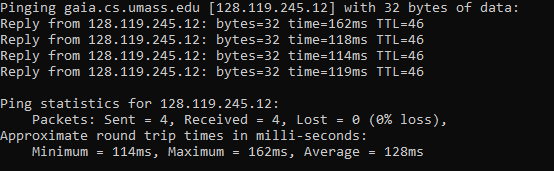 Pinging gaia.cs.umass.edu [128.119.245.12] with 32 bytes of data:
Reply from 128.119.245.12: bytes=32 time=162ms TTL=46
Reply from 128.119.245.12: bytes=32 time=118ms TTL=46
Reply from 128.119.245.12: bytes=32 time=114ms TTL=46
Reply from 128.119.245.12: bytes=32 time=119ms TTL=46
Ping statistics for 128.119.245.12:
Packets: Sent = 4, Received = 4, Lost = 0 (0% loss),
Approximate round trip times in milli-seconds:
Minimum = 114ms, Maximum = 162ms, Average = 128ms